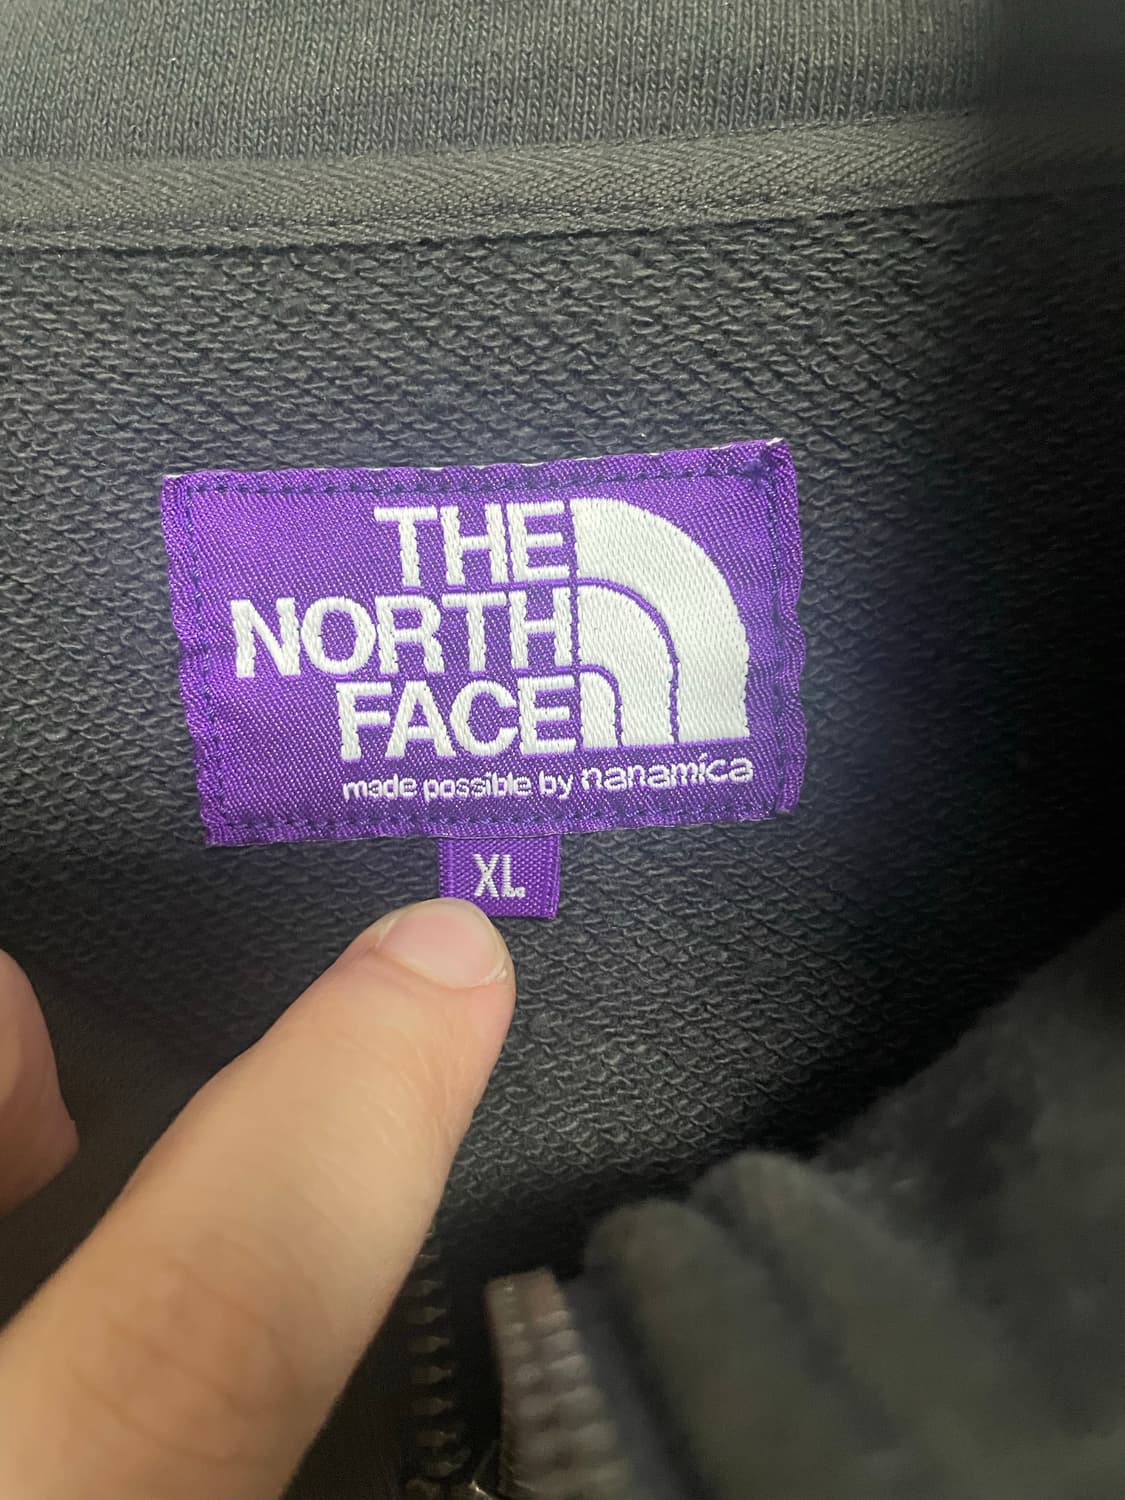 THE
NORTH
FACE
made possible by nanamica
XL